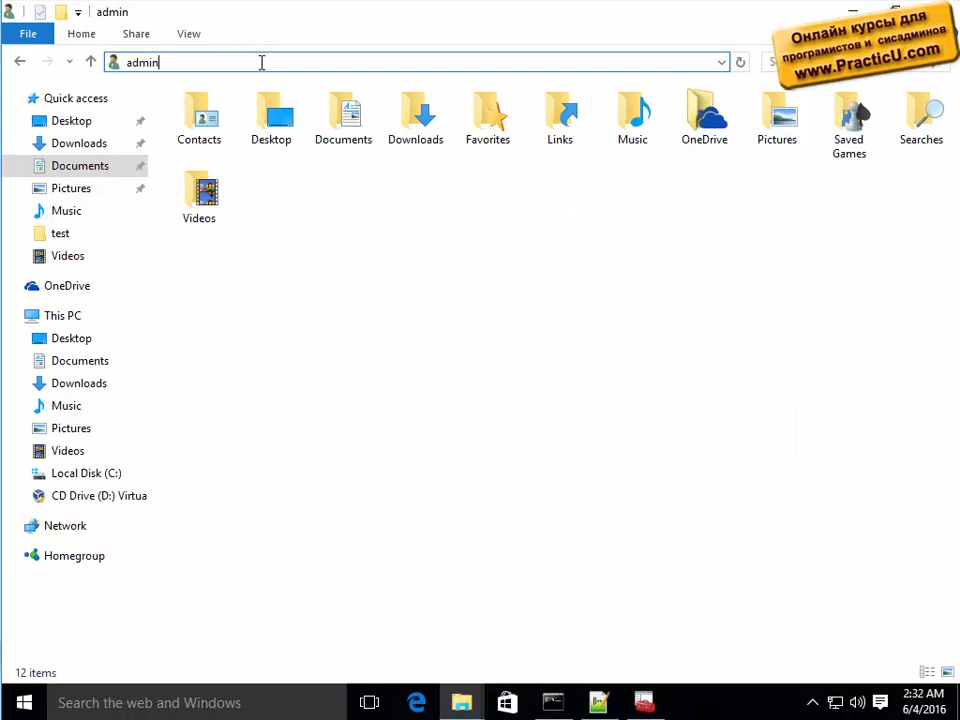 admin
Онлайн курсы для
програмистов и сисадминов
www.PracticU.com
File Home Share View
admin
Quick access
Desktop
Downloads
Documents
Pictures
Music
test
Videos
OneDrive
This PC
Desktop
Documents
Downloads
Music
Pictures
Videos
Local Disk (C:)
CD Drive (D:) Virtua
Network
Homegroup
Contacts Desktop Documents Downloads Favorites Links Music OneDrive Pictures Saved Games Searches
Videos
12 items
Search the web and Windows
2:32 AM
6/4/2016